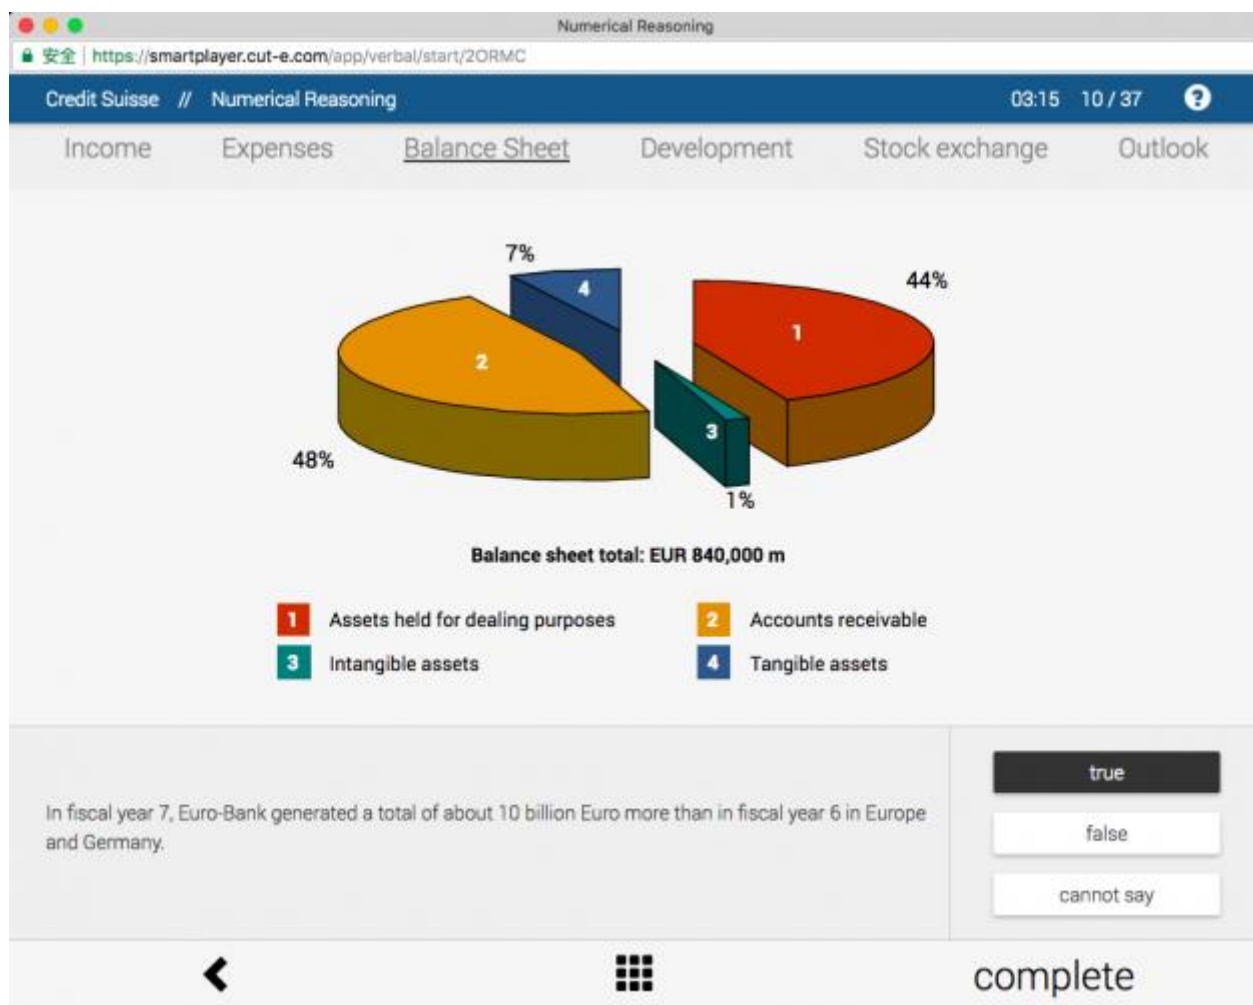 Numerical Reasoning
安全 | https://smartplayer.cut-e.com/app/verbal/start/2ORMC
Credit Suisse // Numerical Reasoning 03:15 10 / 37 ?
Income Expenses Balance Sheet Development Stock exchange Outlook
7%
44%
4
1
2
3
48%
1%
Balance sheet total: EUR 840,000 m
1 Assets held for dealing purposes 2 Accounts receivable
3 Intangible assets 4 Tangible assets
true
In fiscal year 7, Euro-Bank generated a total of about 10 billion Euro more than in fiscal year 6 in Europe
and Germany.
false
cannot say
complete